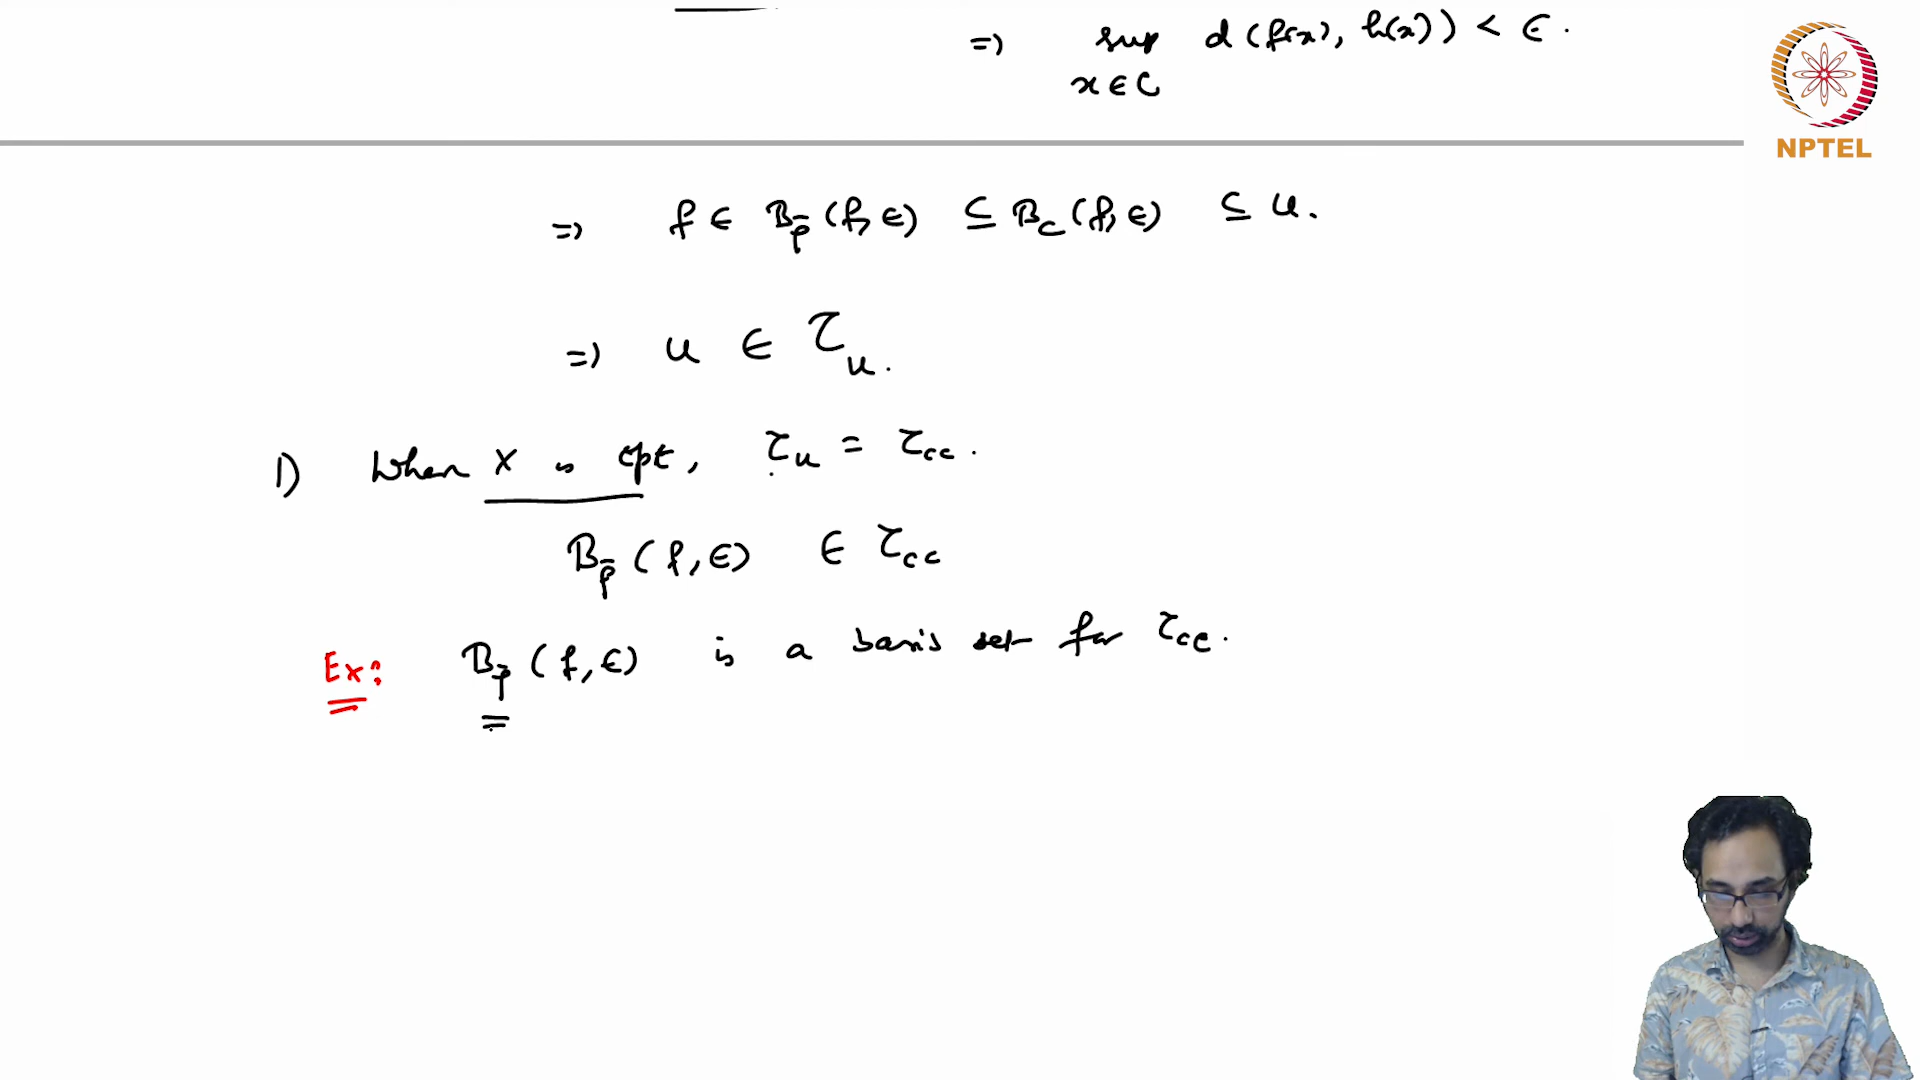 => sup d(f(x), h(x)) < ϵ.
x ∈ C
NPTEL
=> f ∈ B_ρ̄(f, ϵ) ⊆ B_C(f, ϵ) ⊆ U.
=> U ∈ τ_u.
1) When X is cpt, τ_u = τ_cc.
B_ρ̄(f, ϵ) ∈ τ_cc
Ex: B_ρ̄(f, ϵ) is a basis set for τ_cc.